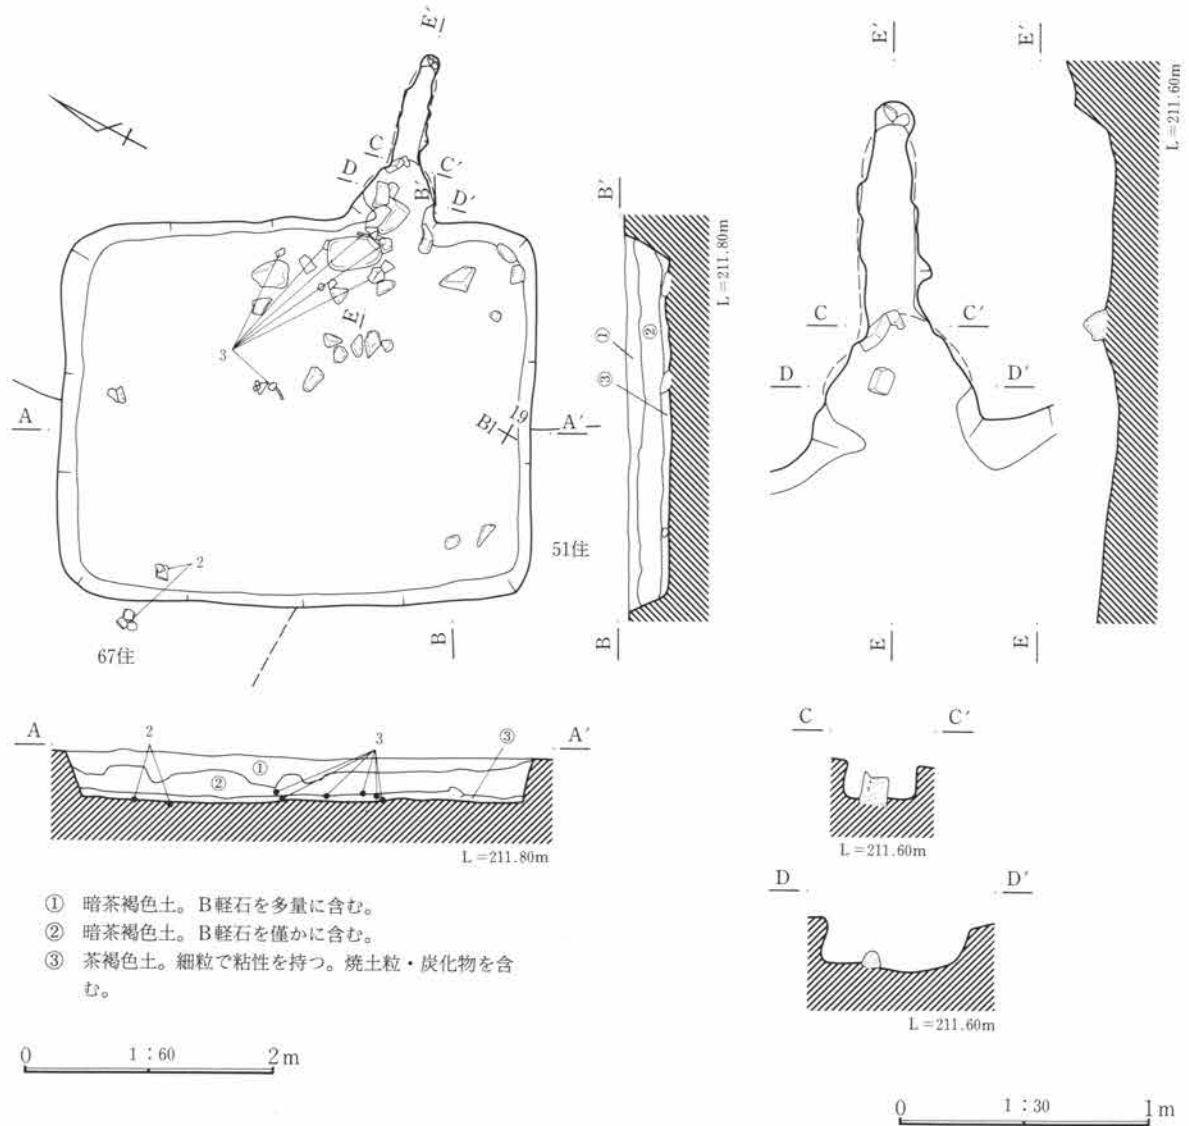 E′
C
C′
D
D′
B′
E
3
A
A′
B1 19
2
51住
67住
B
B′
L=211.80m
①
②
③
B
E′
E′
L=211.60m
C
C′
D
D′
E
E
A
2
3
③
A′
①
②
L=211.80m
C
C′
L=211.60m
D
D′
L=211.60m
① 暗茶褐色土。B軽石を多量に含む。
② 暗茶褐色土。B軽石を僅かに含む。
③ 茶褐色土。細粒で粘性を持つ。焼土粒・炭化物を含
む。
0 1:60 2m
0 1:30 1m